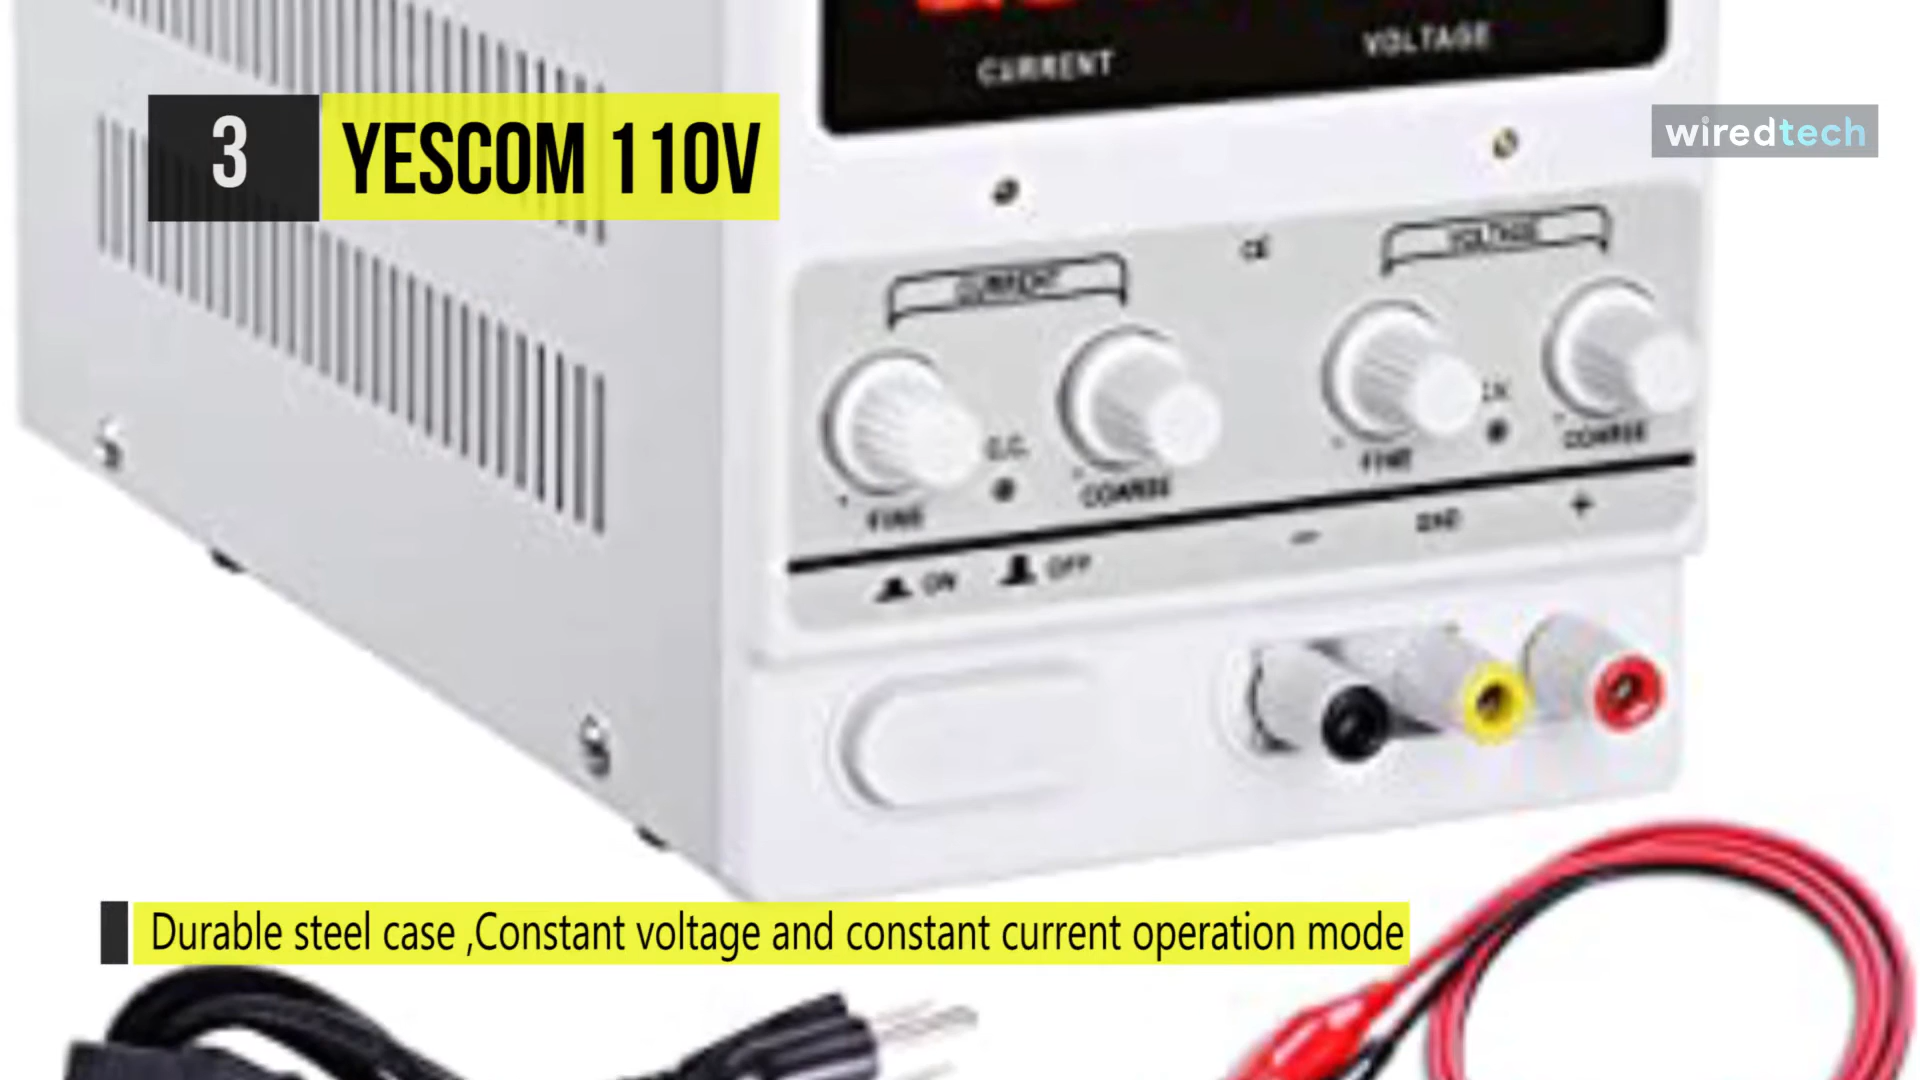 CURRENT
VOLTAGE
3
YESCOM 110V
wiredtech
CURRENT
CE
VOLTAGE
C.C.
FINE
COARSE
FINE
COARSE
ON
OFF
−
GND
+
Durable steel case ,Constant voltage and constant current operation mode